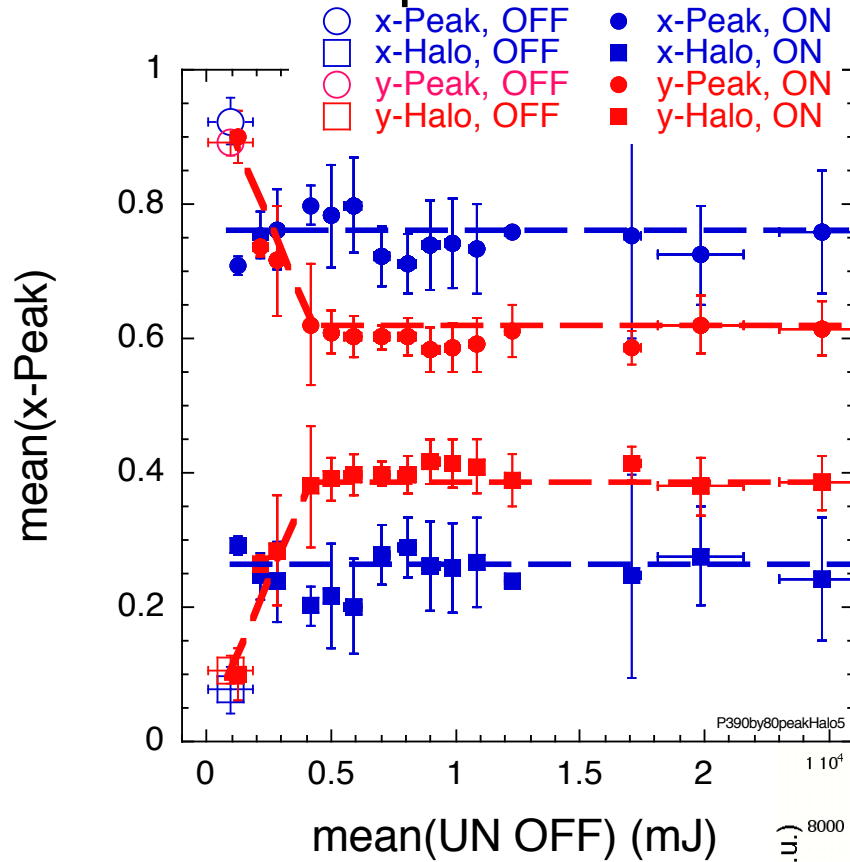 x-Peak, OFF x-Peak, ON
x-Halo, OFF x-Halo, ON
y-Peak, OFF y-Peak, ON
y-Halo, OFF y-Halo, ON
1
0.8
0.6
0.4
0.2
0
mean(x-Peak)
P390by80peakHalo5
0 0.5 1 1.5 2
mean(UN OFF) (mJ)
1 10⁴
8000
.u.)